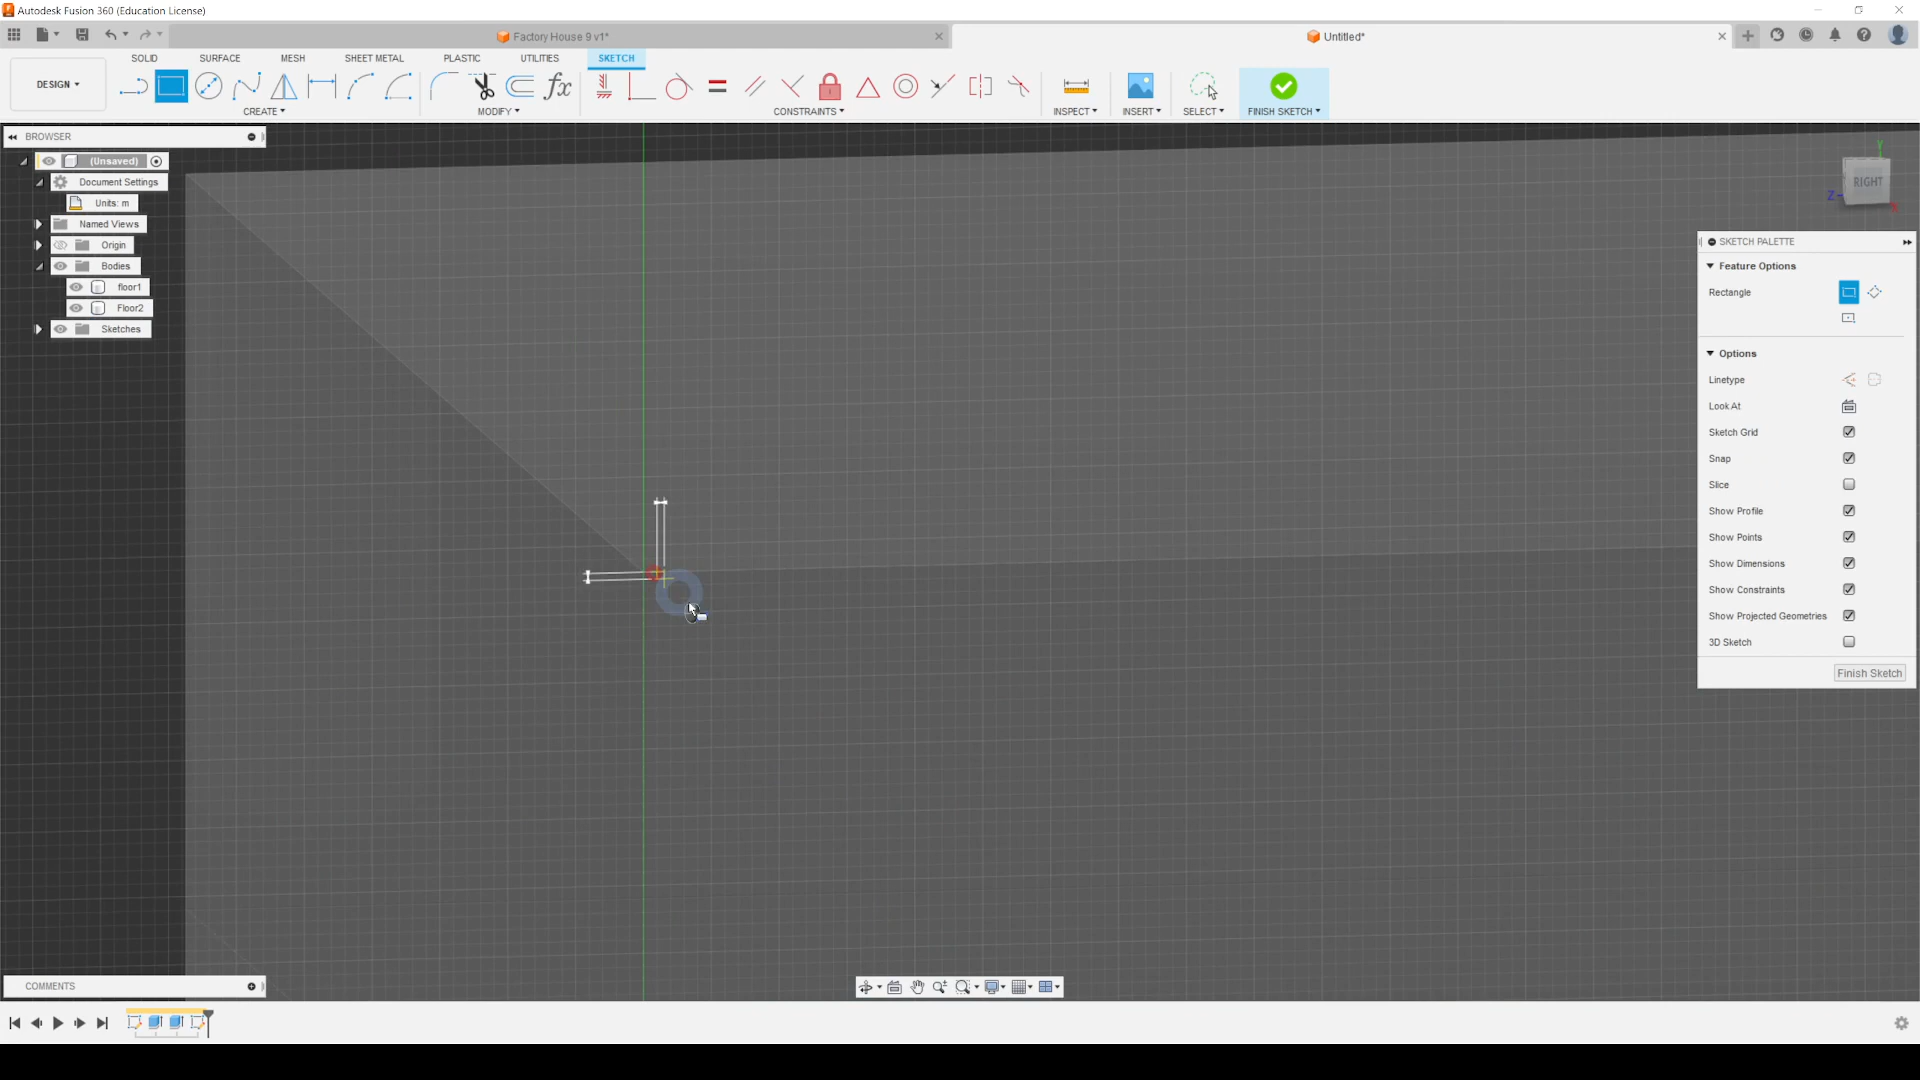 Autodesk Fusion 360 (Education License)
Factory House 9 v1*
Untitled*
SOLID
SURFACE
MESH
SHEET METAL
PLASTIC
UTILITIES
SKETCH
DESIGN
fx
CREATE
MODIFY
CONSTRAINTS
INSPECT
INSERT
SELECT
FINISH SKETCH
BROWSER
(Unsaved)
Document Settings
Units: m
Named Views
Origin
Bodies
floor1
Floor2
Sketches
Y
RIGHT
Z
X
SKETCH PALETTE
Feature Options
Rectangle
Options
Linetype
Look At
Sketch Grid
Snap
Slice
Show Profile
Show Points
Show Dimensions
Show Constraints
Show Projected Geometries
3D Sketch
Finish Sketch
COMMENTS